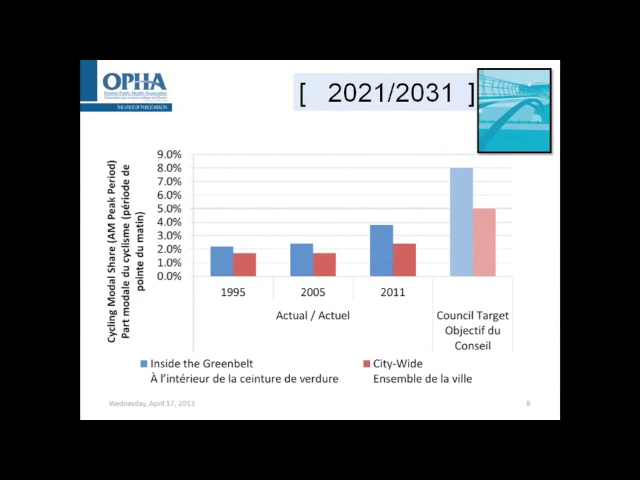 OPHA
Ontario Public Health Association
THE VOICE OF PUBLIC HEALTH
[ 2021/2031 ]
Cycling Modal Share (AM Peak Period)
Part modale du cyclisme (période de
pointe du matin)
9.0%
8.0%
7.0%
6.0%
5.0%
4.0%
3.0%
2.0%
1.0%
0.0%
1995
2005
2011
Actual / Actuel
Council Target
Objectif du
Conseil
Inside the Greenbelt
À l’intérieur de la ceinture de verdure
City-Wide
Ensemble de la ville
Wednesday, April 17, 2013
8